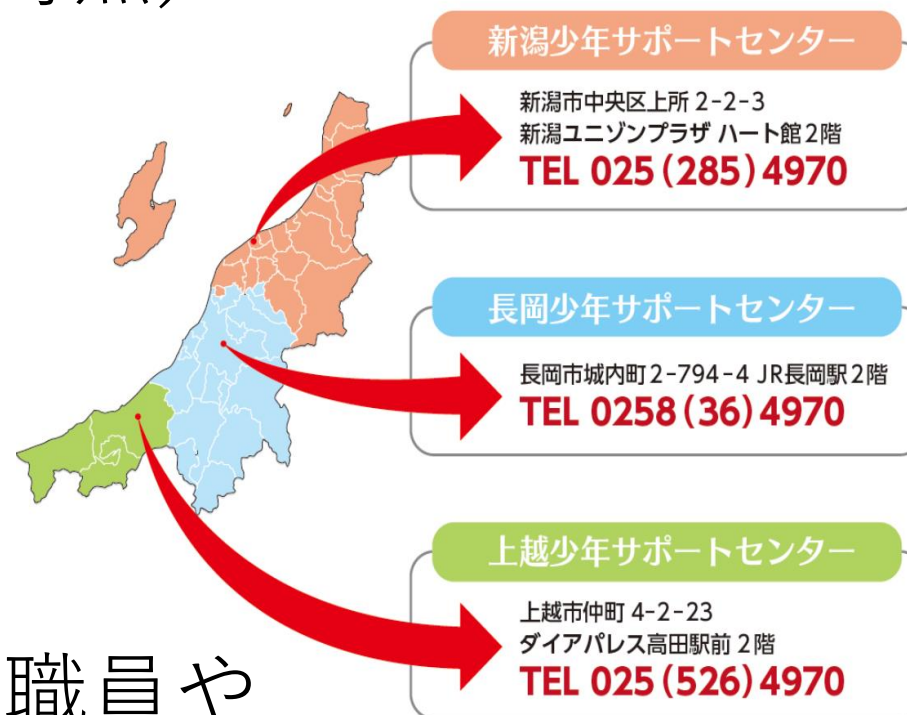 新潟少年サポートセンター
新潟市中央区上所 2-2-3
新潟ユニゾンプラザ ハート館2階
TEL 025(285)4970
長岡少年サポートセンター
長岡市城内町2-794-4 JR長岡駅2階
TEL 0258(36)4970
上越少年サポートセンター
上越市仲町 4-2-23
ダイアパレス高田駅前 2階
TEL 025(526)4970
職員や